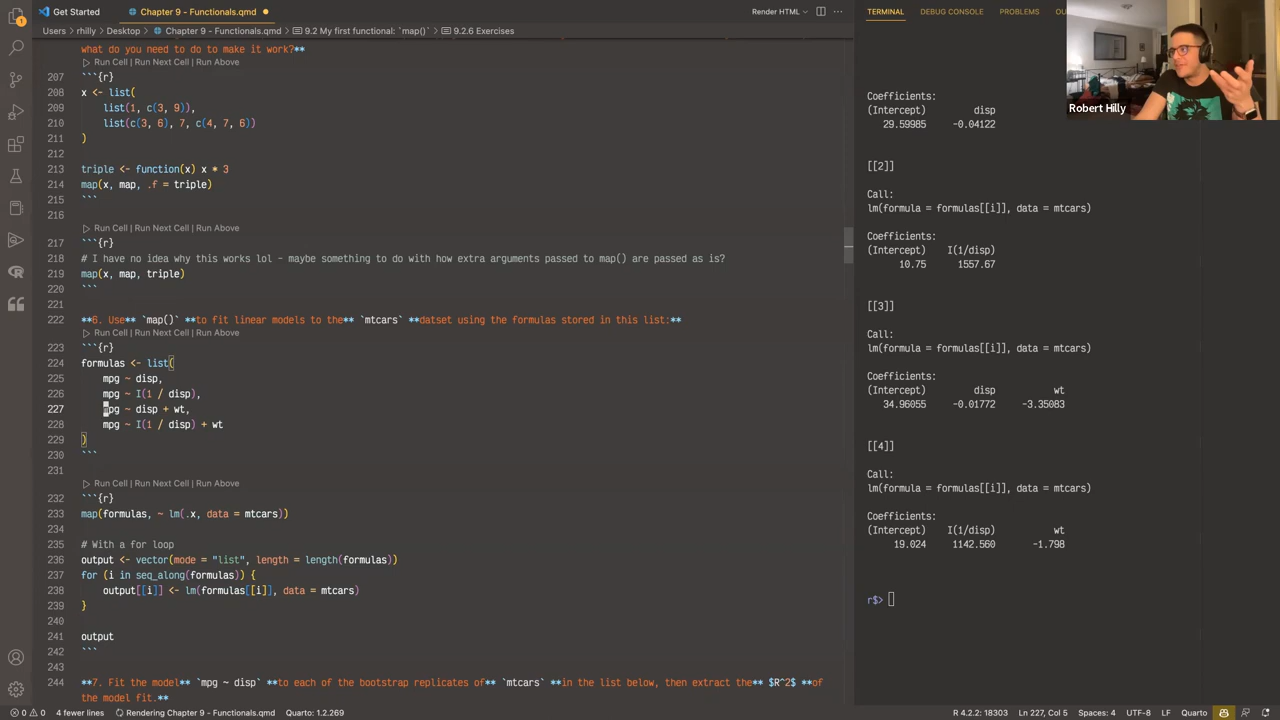 Get Started
Chapter 9 - Functionals.qmd
Render HTML
TERMINAL
DEBUG CONSOLE
PROBLEMS
OU
Users > rhilly > Desktop > Chapter 9 - Functionals.qmd > 9.2 My first functional: `map()` > 9.2.6 Exercises
what do you need to do to make it work?**
Run Cell | Run Next Cell | Run Above
207 ```{r}
208 x <- list(
209 list(1, c(3, 9)),
210 list(c(3, 6), 7, c(4, 7, 6))
211 )
212
213 triple <- function(x) x * 3
214 map(x, map, .f = triple)
215 ```
216
Run Cell | Run Next Cell | Run Above
217 ```{r}
218 # I have no idea why this works lol - maybe something to do with how extra arguments passed to map() are passed as is?
219 map(x, map, triple)
220 ```
221
222 **6. Use** `map()` **to fit linear models to the** `mtcars` **datset using the formulas stored in this list:**
Run Cell | Run Next Cell | Run Above
223 ```{r}
224 formulas <- list(
225 mpg ~ disp,
226 mpg ~ I(1 / disp),
227 mpg ~ disp + wt,
228 mpg ~ I(1 / disp) + wt
229 )
230 ```
231
Run Cell | Run Next Cell | Run Above
232 ```{r}
233 map(formulas, ~ lm(.x, data = mtcars))
234
235 # With a for loop
236 output <- vector(mode = "list", length = length(formulas))
237 for (i in seq_along(formulas)) {
238 output[[i]] <- lm(formulas[[i]], data = mtcars)
239 }
240
241 output
242 ```
243
244 **7. Fit the model** `mpg ~ disp` **to each of the bootstrap replicates of** `mtcars` **in the list below, then extract the** $R^2$ **of
the model fit.**
Robert Hilly
Coefficients:
(Intercept) disp
29.59985 -0.04122
[[2]]
Call:
lm(formula = formulas[[i]], data = mtcars)
Coefficients:
(Intercept) I(1/disp)
10.75 1557.67
[[3]]
Call:
lm(formula = formulas[[i]], data = mtcars)
Coefficients:
(Intercept) disp wt
34.96055 -0.01772 -3.35083
[[4]]
Call:
lm(formula = formulas[[i]], data = mtcars)
Coefficients:
(Intercept) I(1/disp) wt
19.024 1142.560 -1.798
r$>
0 0 4 fewer lines Rendering Chapter 9 - Functionals.qmd Quarto: 1.2.269
R 4.2.2: 18303 Ln 227, Col 5 Spaces: 4 UTF-8 LF Quarto